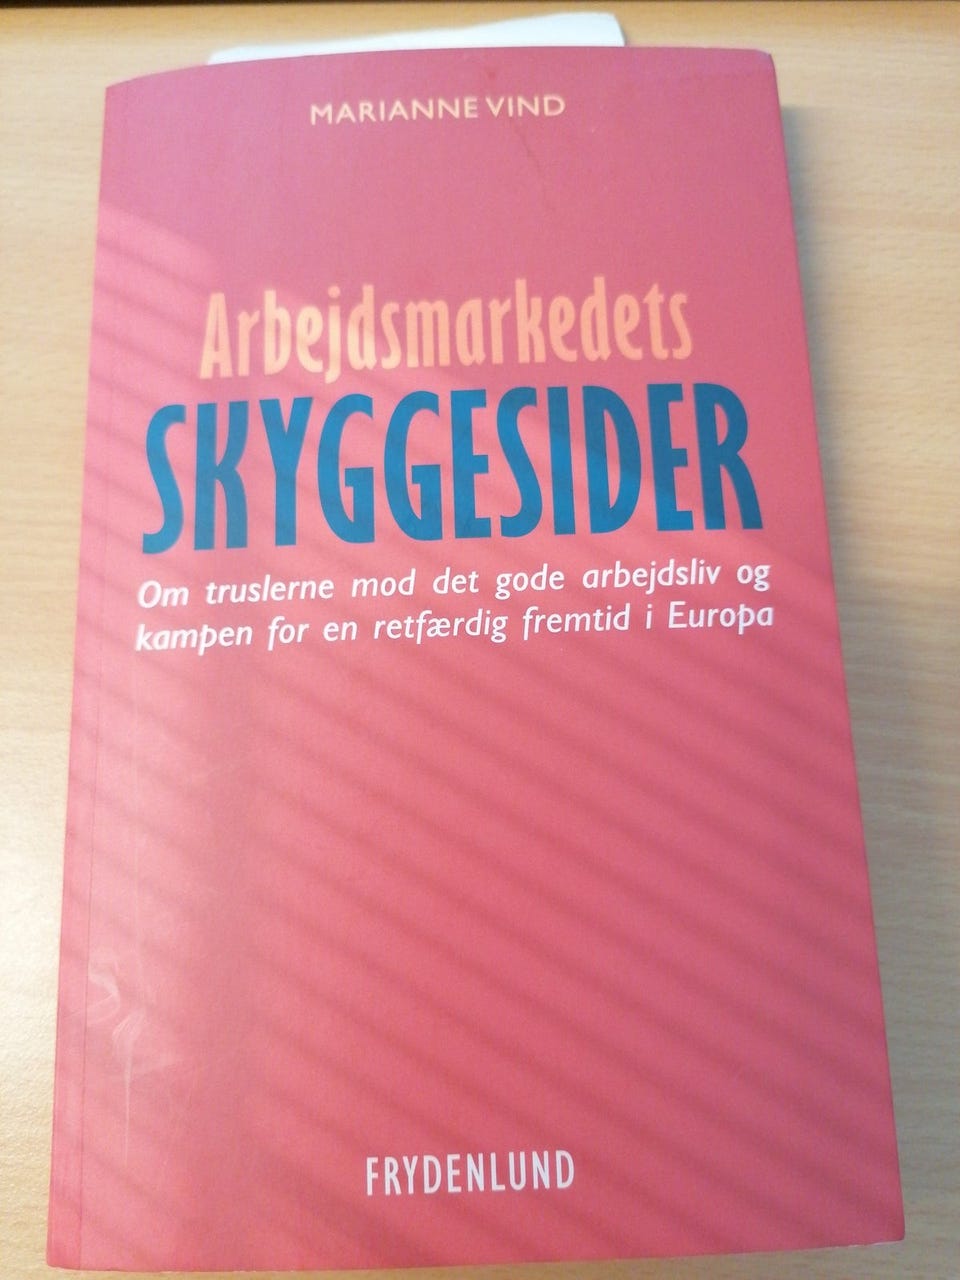 MARIANNE VIND
Arbejdsmarkedets
SKYGGESIDER
Om truslerne mod det gode arbejdsliv og
kampen for en retfærdig fremtid i Europa
FRYDENLUND